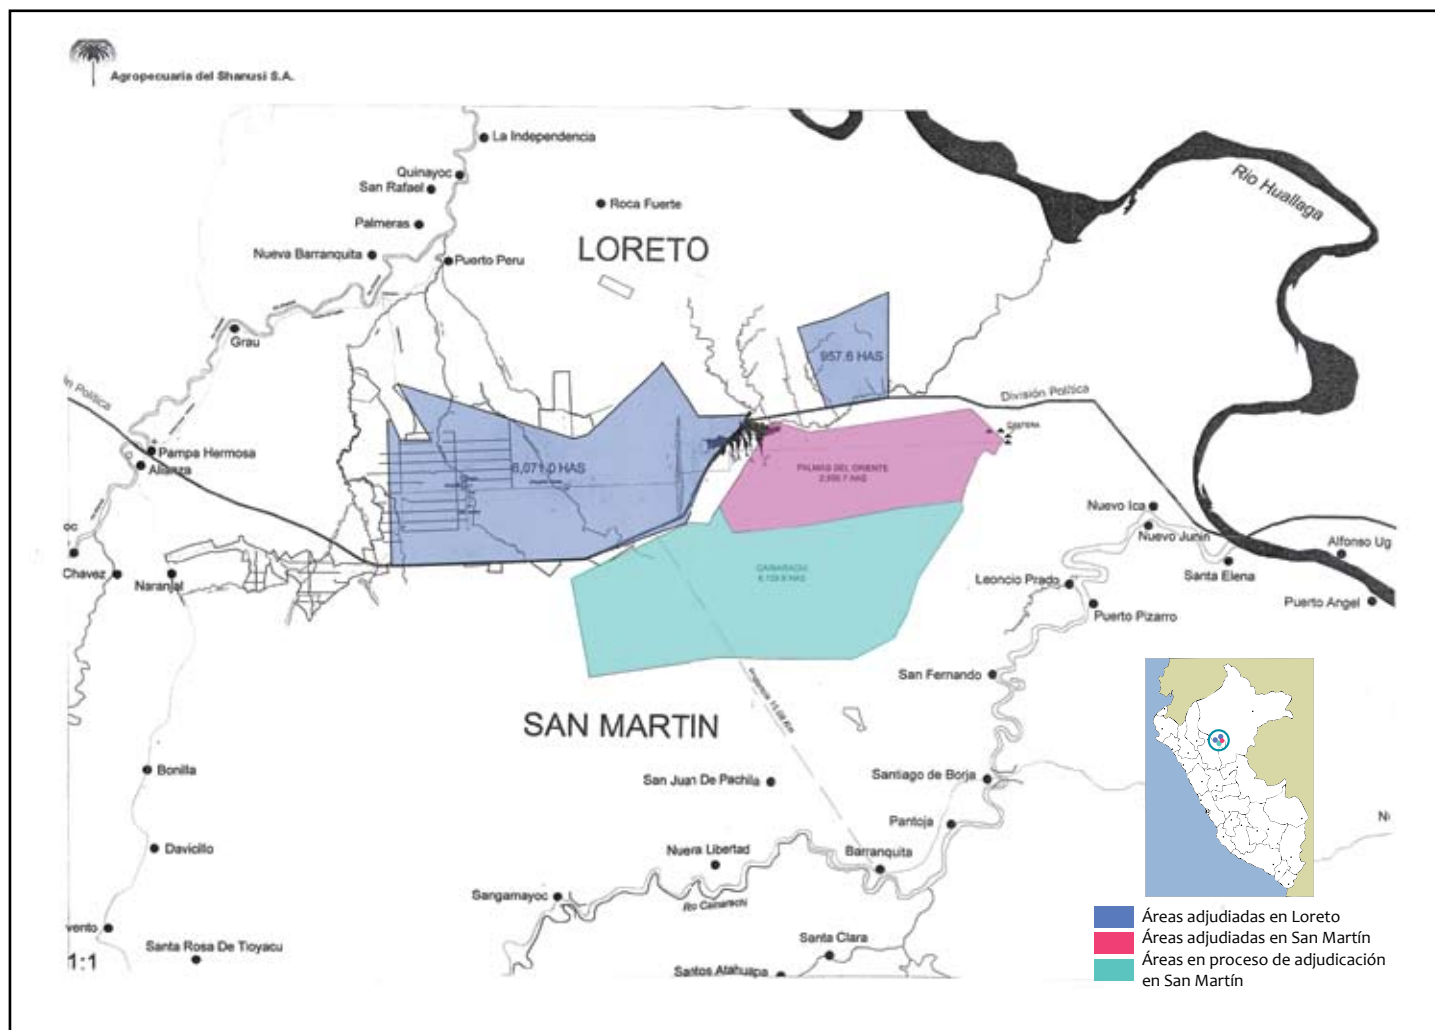 Agropecuaria del Shanusi S.A.
La Independencia
Quinayoc
San Rafael
Roca Fuerte
Rio Huallaga
Palmeras
LORETO
Nueva Barranquita
Puerto Peru
Grau
957.6 HAS
División Política
Política
Pampa Hermosa
Alianza
6,071.0 HAS
PALMAS DEL ORIENTE
Nuevo Ica
Nuevo Junin
Alfonso Ug
Chavez
Naranjal
Santa Elena
Leoncio Prado
Puerto Angel
Puerto Pizarro
San Fernando
SAN MARTIN
Bonilla
San Juan De Pachila
Santiago de Borja
Pantoja
Davicillo
Nuera Libertad
Barranquita
Sangamayoc
Rio Cainarachi
vento
Santa Clara
Santa Rosa De Tioyacu
1:1
Santos Atahuapa
Áreas adjudiadas en Loreto
Áreas adjudiadas en San Martín
Áreas en proceso de adjudicación
en San Martín